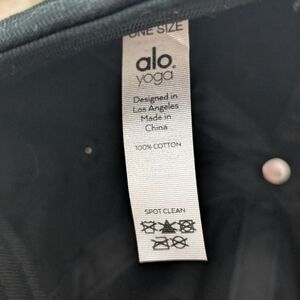 ONE SIZE
alo
yoga
Designed in
Los Angeles
Made in
China
100% COTTON
SPOT CLEAN